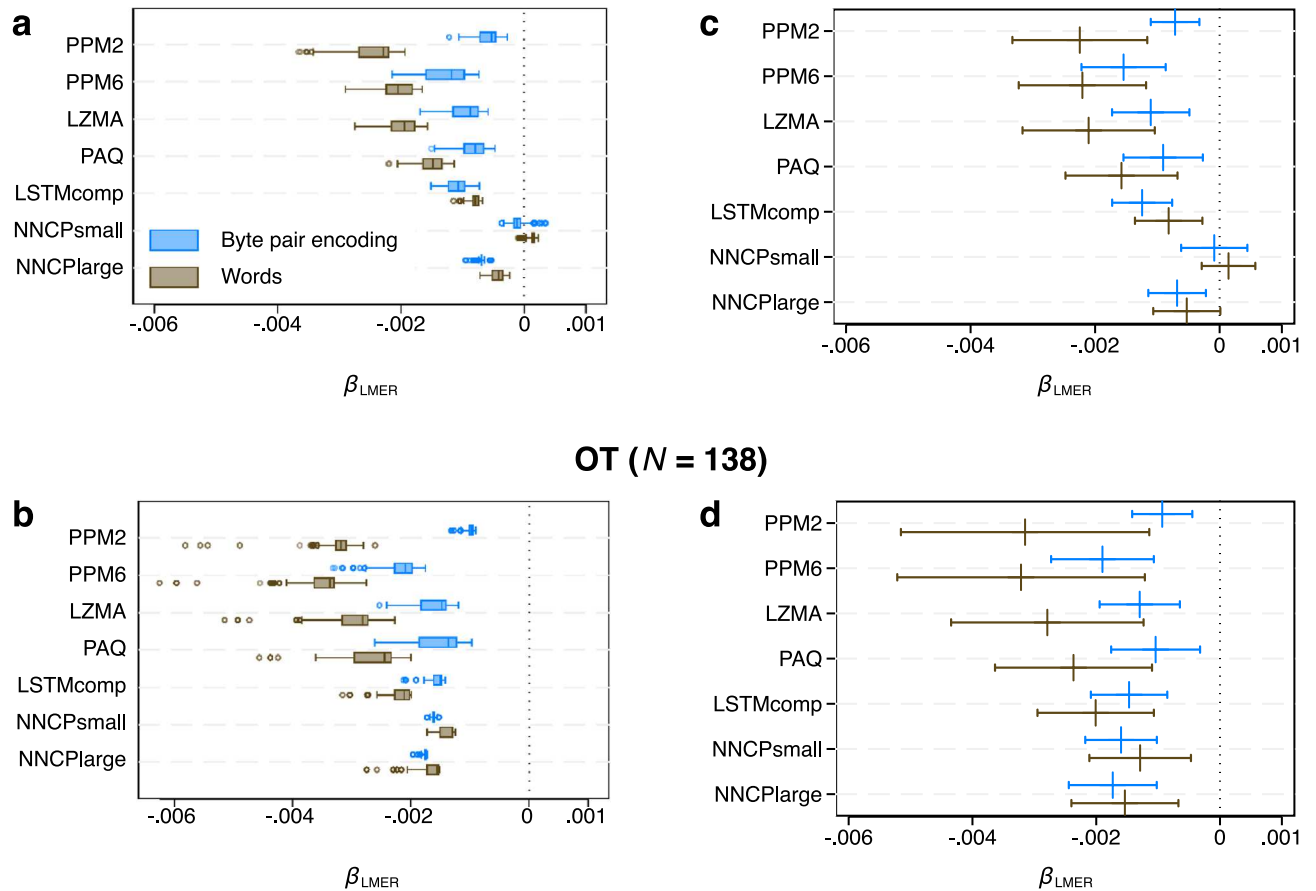 a
PPM2
PPM6
LZMA
PAQ
LSTMcomp
NNCPsmall
NNCPlarge
Byte pair encoding
Words
-.006 -.004 -.002 0 .001
βLMER
c
PPM2
PPM6
LZMA
PAQ
LSTMcomp
NNCPsmall
NNCPlarge
-.006 -.004 -.002 0 .001
βLMER
OT (N = 138)
b
PPM2
PPM6
LZMA
PAQ
LSTMcomp
NNCPsmall
NNCPlarge
-.006 -.004 -.002 0 .001
βLMER
d
PPM2
PPM6
LZMA
PAQ
LSTMcomp
NNCPsmall
NNCPlarge
-.006 -.004 -.002 0 .001
βLMER